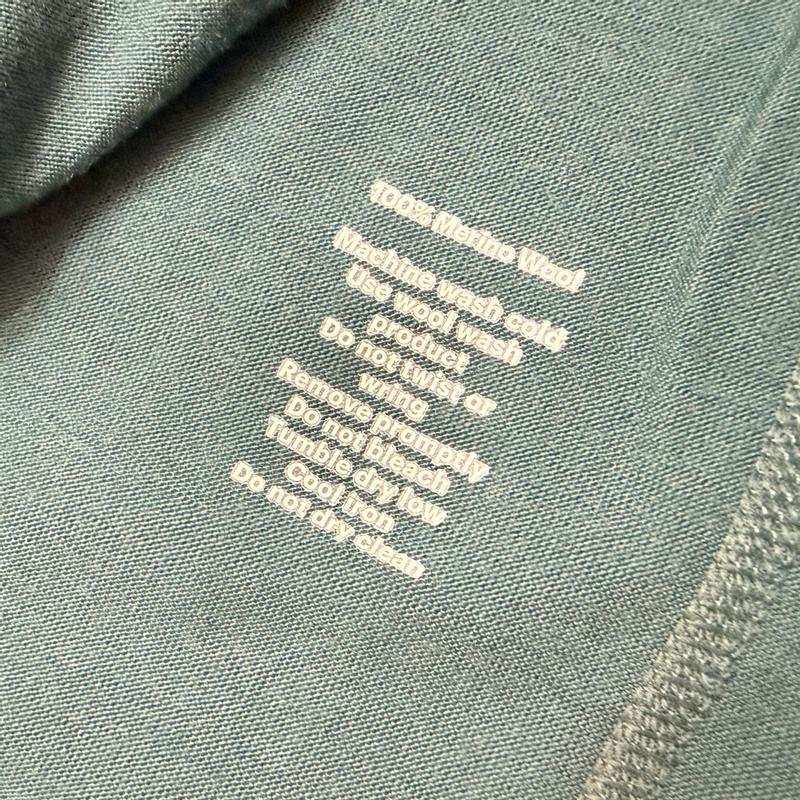 100% Merino Wool
Machine wash cold
Use wool wash
product
Do not twist or
wring
Remove promptly
Do not bleach
Tumble dry low
Cool iron
Do not dry clean